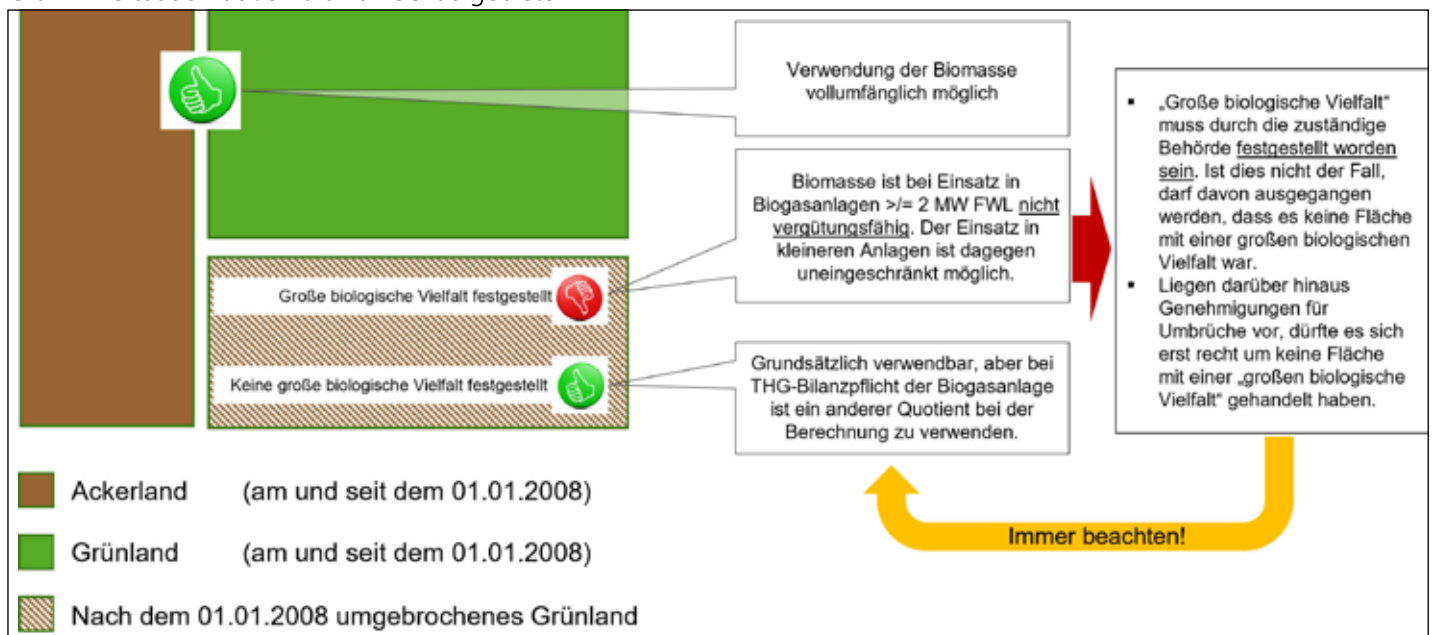 Verwendung der Biomasse
vollumfänglich möglich
Biomasse ist bei Einsatz in
Biogasanlagen >/= 2 MW FWL nicht
vergütungsfähig. Der Einsatz in
kleineren Anlagen ist dagegen
uneingeschränkt möglich.
Große biologische Vielfalt festgestellt
Keine große biologische Vielfalt festgestellt
Grundsätzlich verwendbar, aber bei
THG-Bilanzpflicht der Biogasanlage
ist ein anderer Quotient bei der
Berechnung zu verwenden.
▪ „Große biologische Vielfalt“
muss durch die zuständige
Behörde festgestellt worden
sein. Ist dies nicht der Fall,
darf davon ausgegangen
werden, dass es keine Fläche
mit einer großen biologischen
Vielfalt war.
▪ Liegen darüber hinaus
Genehmigungen für
Umbrüche vor, dürfte es sich
erst recht um keine Fläche
mit einer „großen biologische
Vielfalt“ gehandelt haben.
Immer beachten!
Ackerland (am und seit dem 01.01.2008)
Grünland (am und seit dem 01.01.2008)
Nach dem 01.01.2008 umgebrochenes Grünland